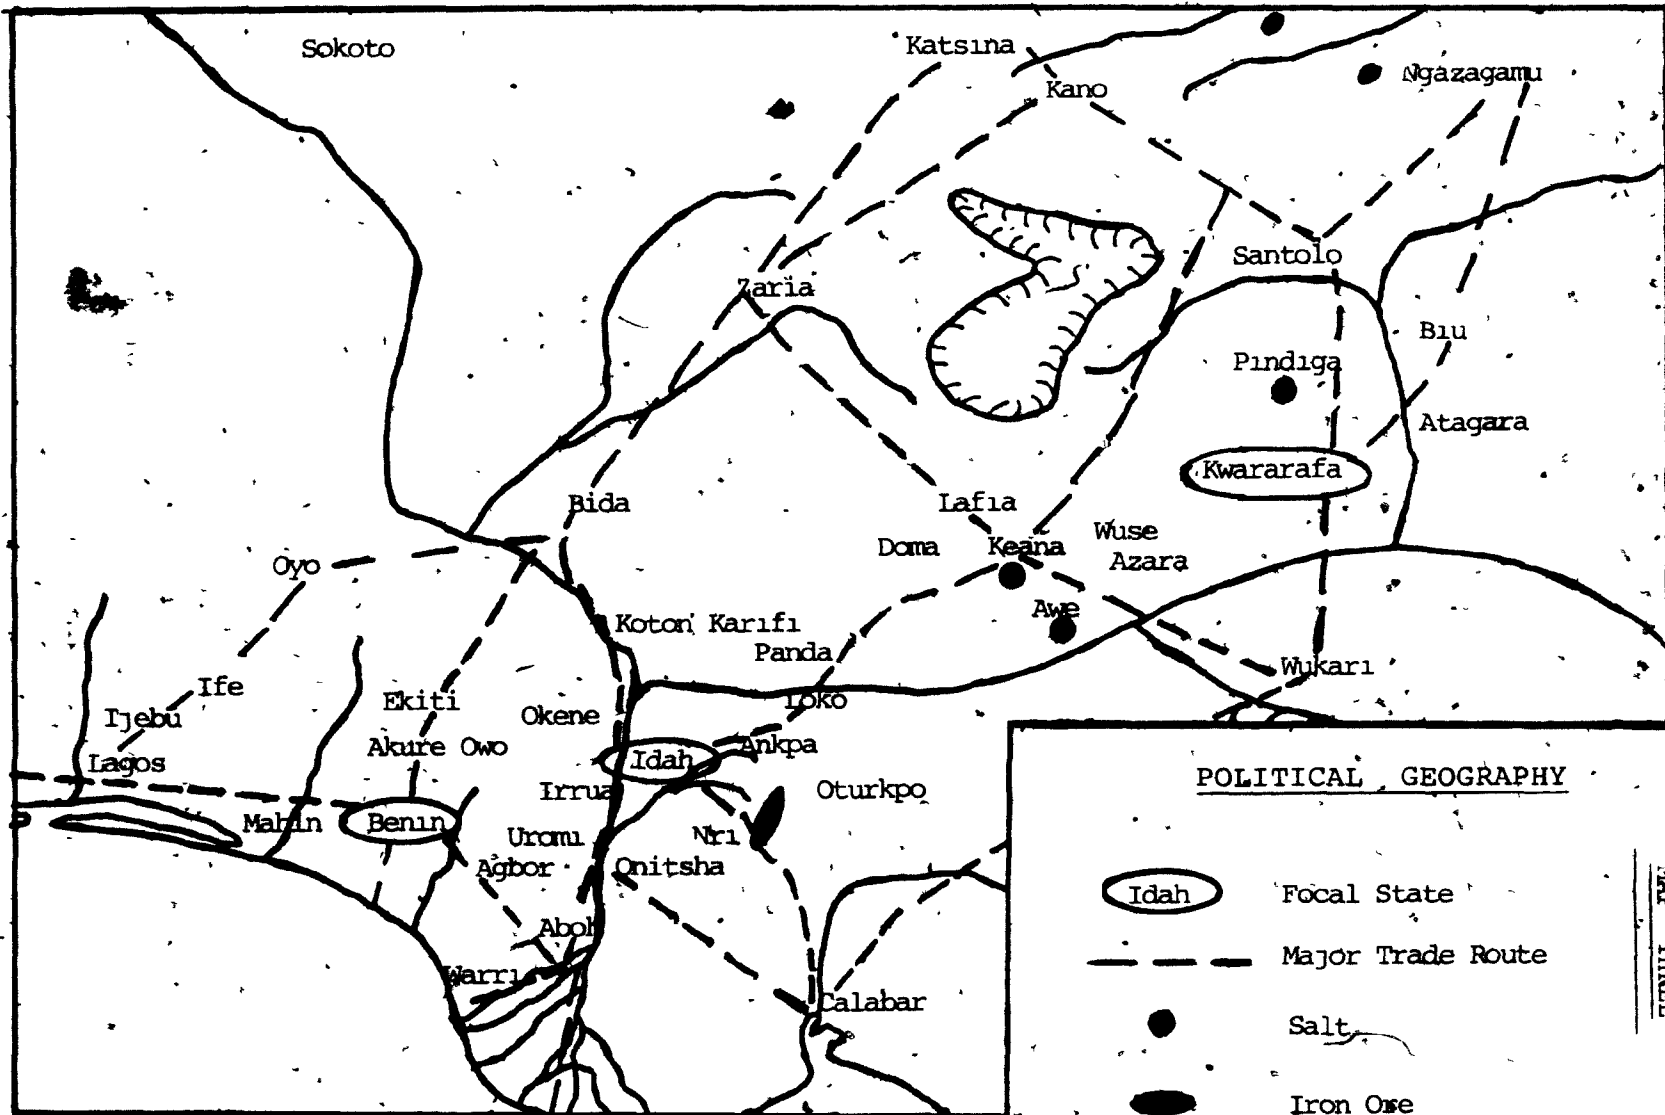 Sokoto
Katsina
Kano
Ngazagamu
Santolo
Zaria
Biu
Pindiga
Atagara
Kwararafa
Bida
Lafia
Wuse
Doma
Keana
Azara
Oyo
Awe
Koton Karifi
Panda
Wukari
Ife
Ekiti
Okene
Loko
Ijebu
Akure Owo
Idah
Ankpa
Lagos
Irrua
Oturkpo
Mahin
Benin
Uromi
Nri
Agbor
Onitsha
Aboh
Warri
Calabar
POLITICAL GEOGRAPHY
Idah
Focal State
Major Trade Route
Salt
Iron Ore